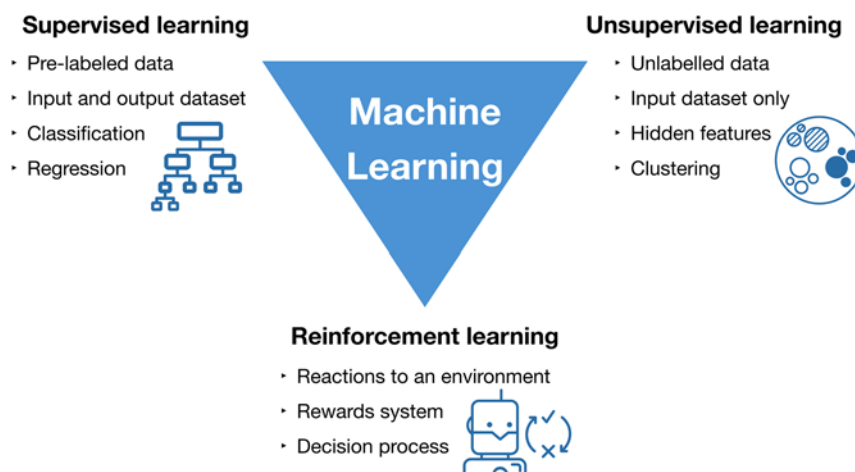 Supervised learning
‣ Pre-labeled data
‣ Input and output dataset
‣ Classification
‣ Regression
Machine
Learning
Unsupervised learning
‣ Unlabelled data
‣ Input dataset only
‣ Hidden features
‣ Clustering
Reinforcement learning
‣ Reactions to an environment
‣ Rewards system
‣ Decision process